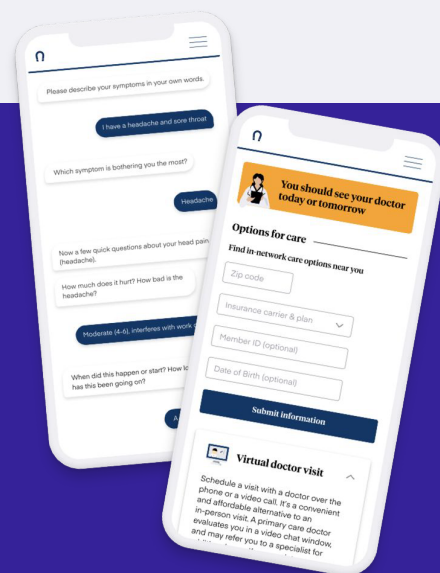 Please describe your symptoms in your own words.
I have a headache and sore throat
Which symptom is bothering you the most?
Headache
Now a few quick questions about your head pain
(headache).
How much does it hurt? How bad is the
headache?
Moderate (4-6), interferes with work
When did this happen or start? How
has this been going on?
A
You should see your doctor
today or tomorrow
Options for care
Find in-network care options near you
Zip code
Insurance carrier & plan
Member ID (optional)
Date of Birth (optional)
Submit information
Virtual doctor visit
Schedule a visit with a doctor over the
phone or a video call. It's a convenient
and affordable alternative to an
in-person visit. A primary care doctor
evaluates you in a video chat window,
and may refer you to a specialist for